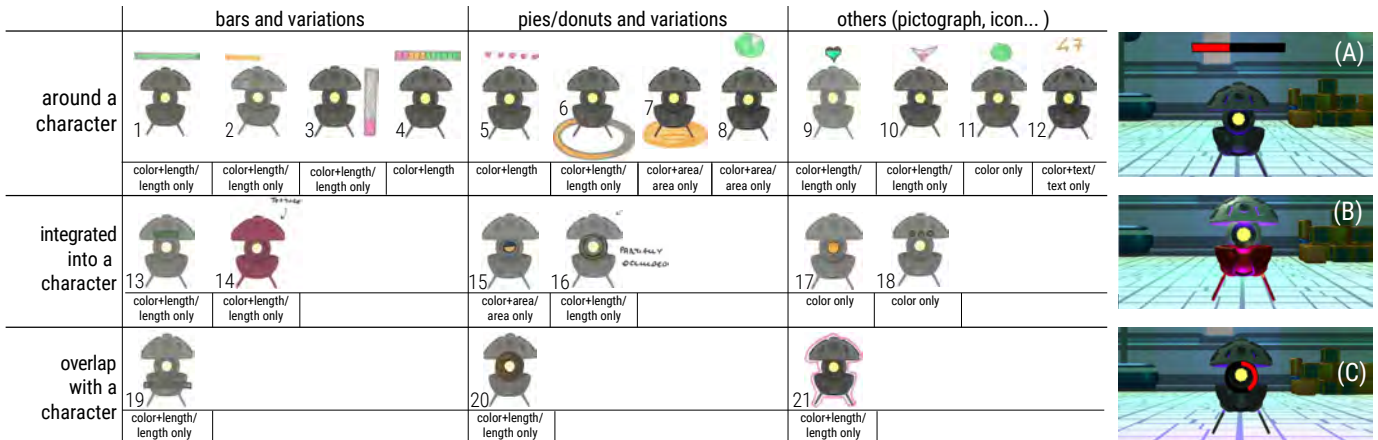 bars and variations
pies/donuts and variations
others (pictograph, icon... )
around a
character
1
2
3
4
5
6
7
8
9
10
11
12
47
color+length/
length only
color+length/
length only
color+length/
length only
color+length
color+length
color+length/
length only
color+area/
area only
color+area/
area only
color+length/
length only
color+length/
length only
color only
color+text/
text only
integrated
into a
character
13
14
15
16
PARTIALLY
OCCLUDED
17
18
color+length/
length only
color+length/
length only
color+area/
area only
color+length/
length only
color only
color only
overlap
with a
character
19
20
21
color+length/
length only
color+length/
length only
color+length/
length only
(A)
(B)
(C)